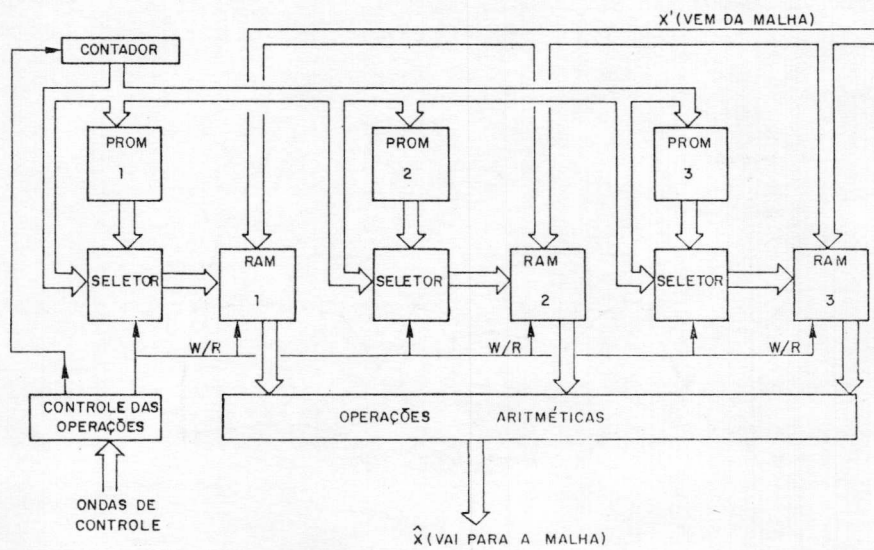 X'(VEM DA MALHA)
CONTADOR
PROM
1
PROM
2
PROM
3
SELETOR
RAM
1
SELETOR
RAM
2
SELETOR
RAM
3
W/R
W/R
W/R
CONTROLE DAS
OPERAÇÕES
OPERAÇÕES ARITMÉTICAS
ONDAS DE
CONTROLE
X̂(VAI PARA A MALHA)